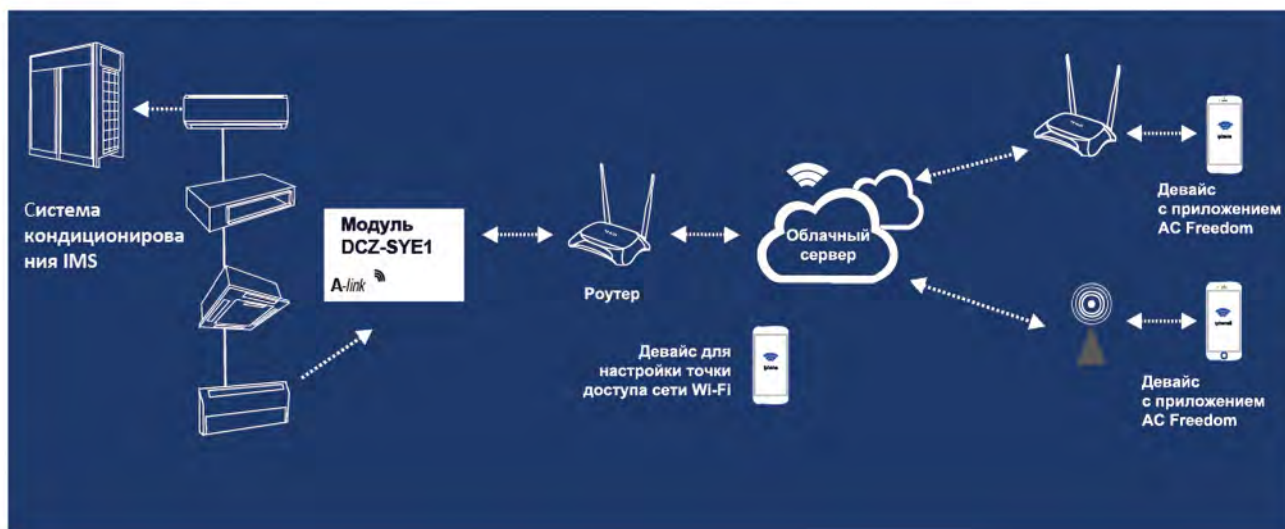 Система
кондиционирова
ния IMS
Модуль
DCZ-SYE1
A-link
Роутер
Девайс для
настройки точки
доступа сети Wi-Fi
Облачный
сервер
Девайс
с приложением
AC Freedom
Девайс
с приложением
AC Freedom